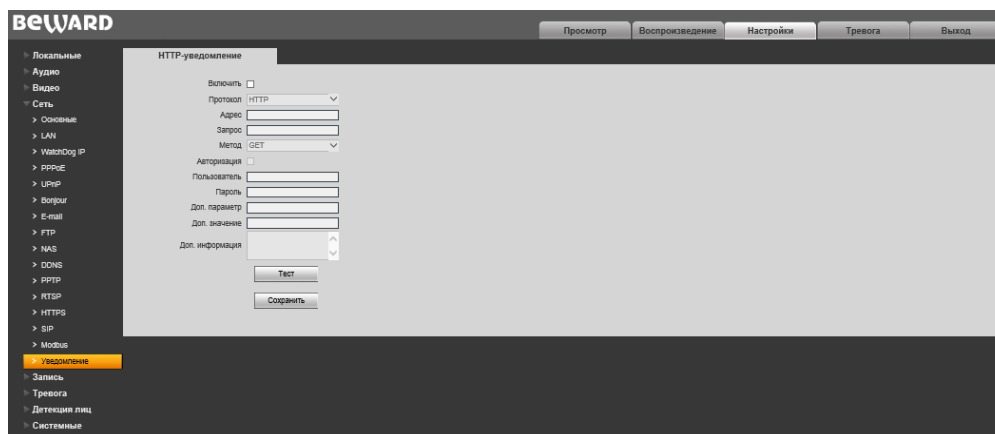 BEWARD
Просмотр
Воспроизведение
Настройки
Тревога
Выход
Локальные
Аудио
Видео
Сеть
Основные
LAN
WatchDog IP
PPPoE
UPnP
Bonjour
E-mail
FTP
NAS
DDNS
PPTP
RTSP
HTTPS
SIP
Modbus
Уведомление
Запись
Тревога
Детекция лиц
Системные
HTTP-уведомление
Включить
Протокол HTTP
Адрес
Запрос
Метод GET
Авторизация
Пользователь
Пароль
Доп. параметр
Доп. значение
Доп. информация
Тест
Сохранить